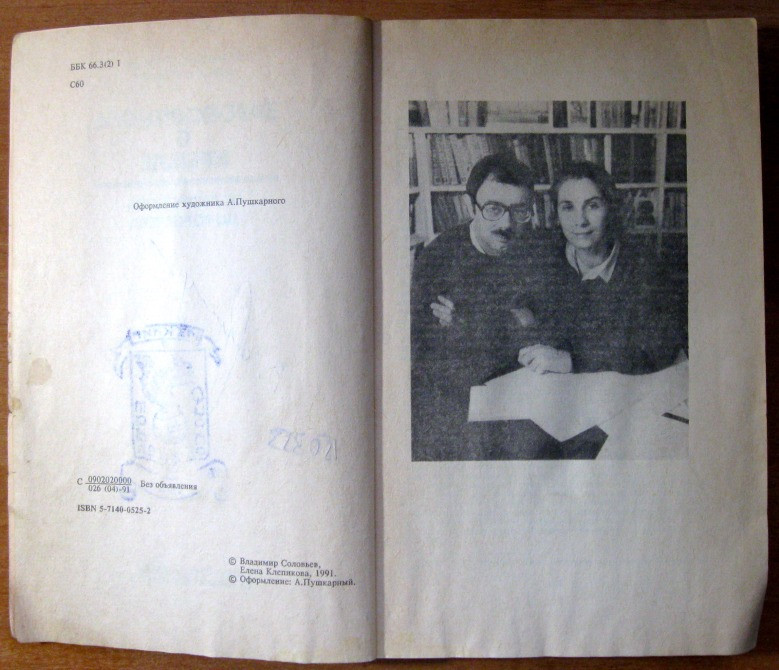 ББК 66.3(2) 1
С60
Оформление художника А.Пушкарного
С 0902020000 Без объявления
026 (04)–91
ISBN 5-7140-0525-2
© Владимир Соловьев,
Елена Клепикова, 1991.
© Оформление: А.Пушкарный.